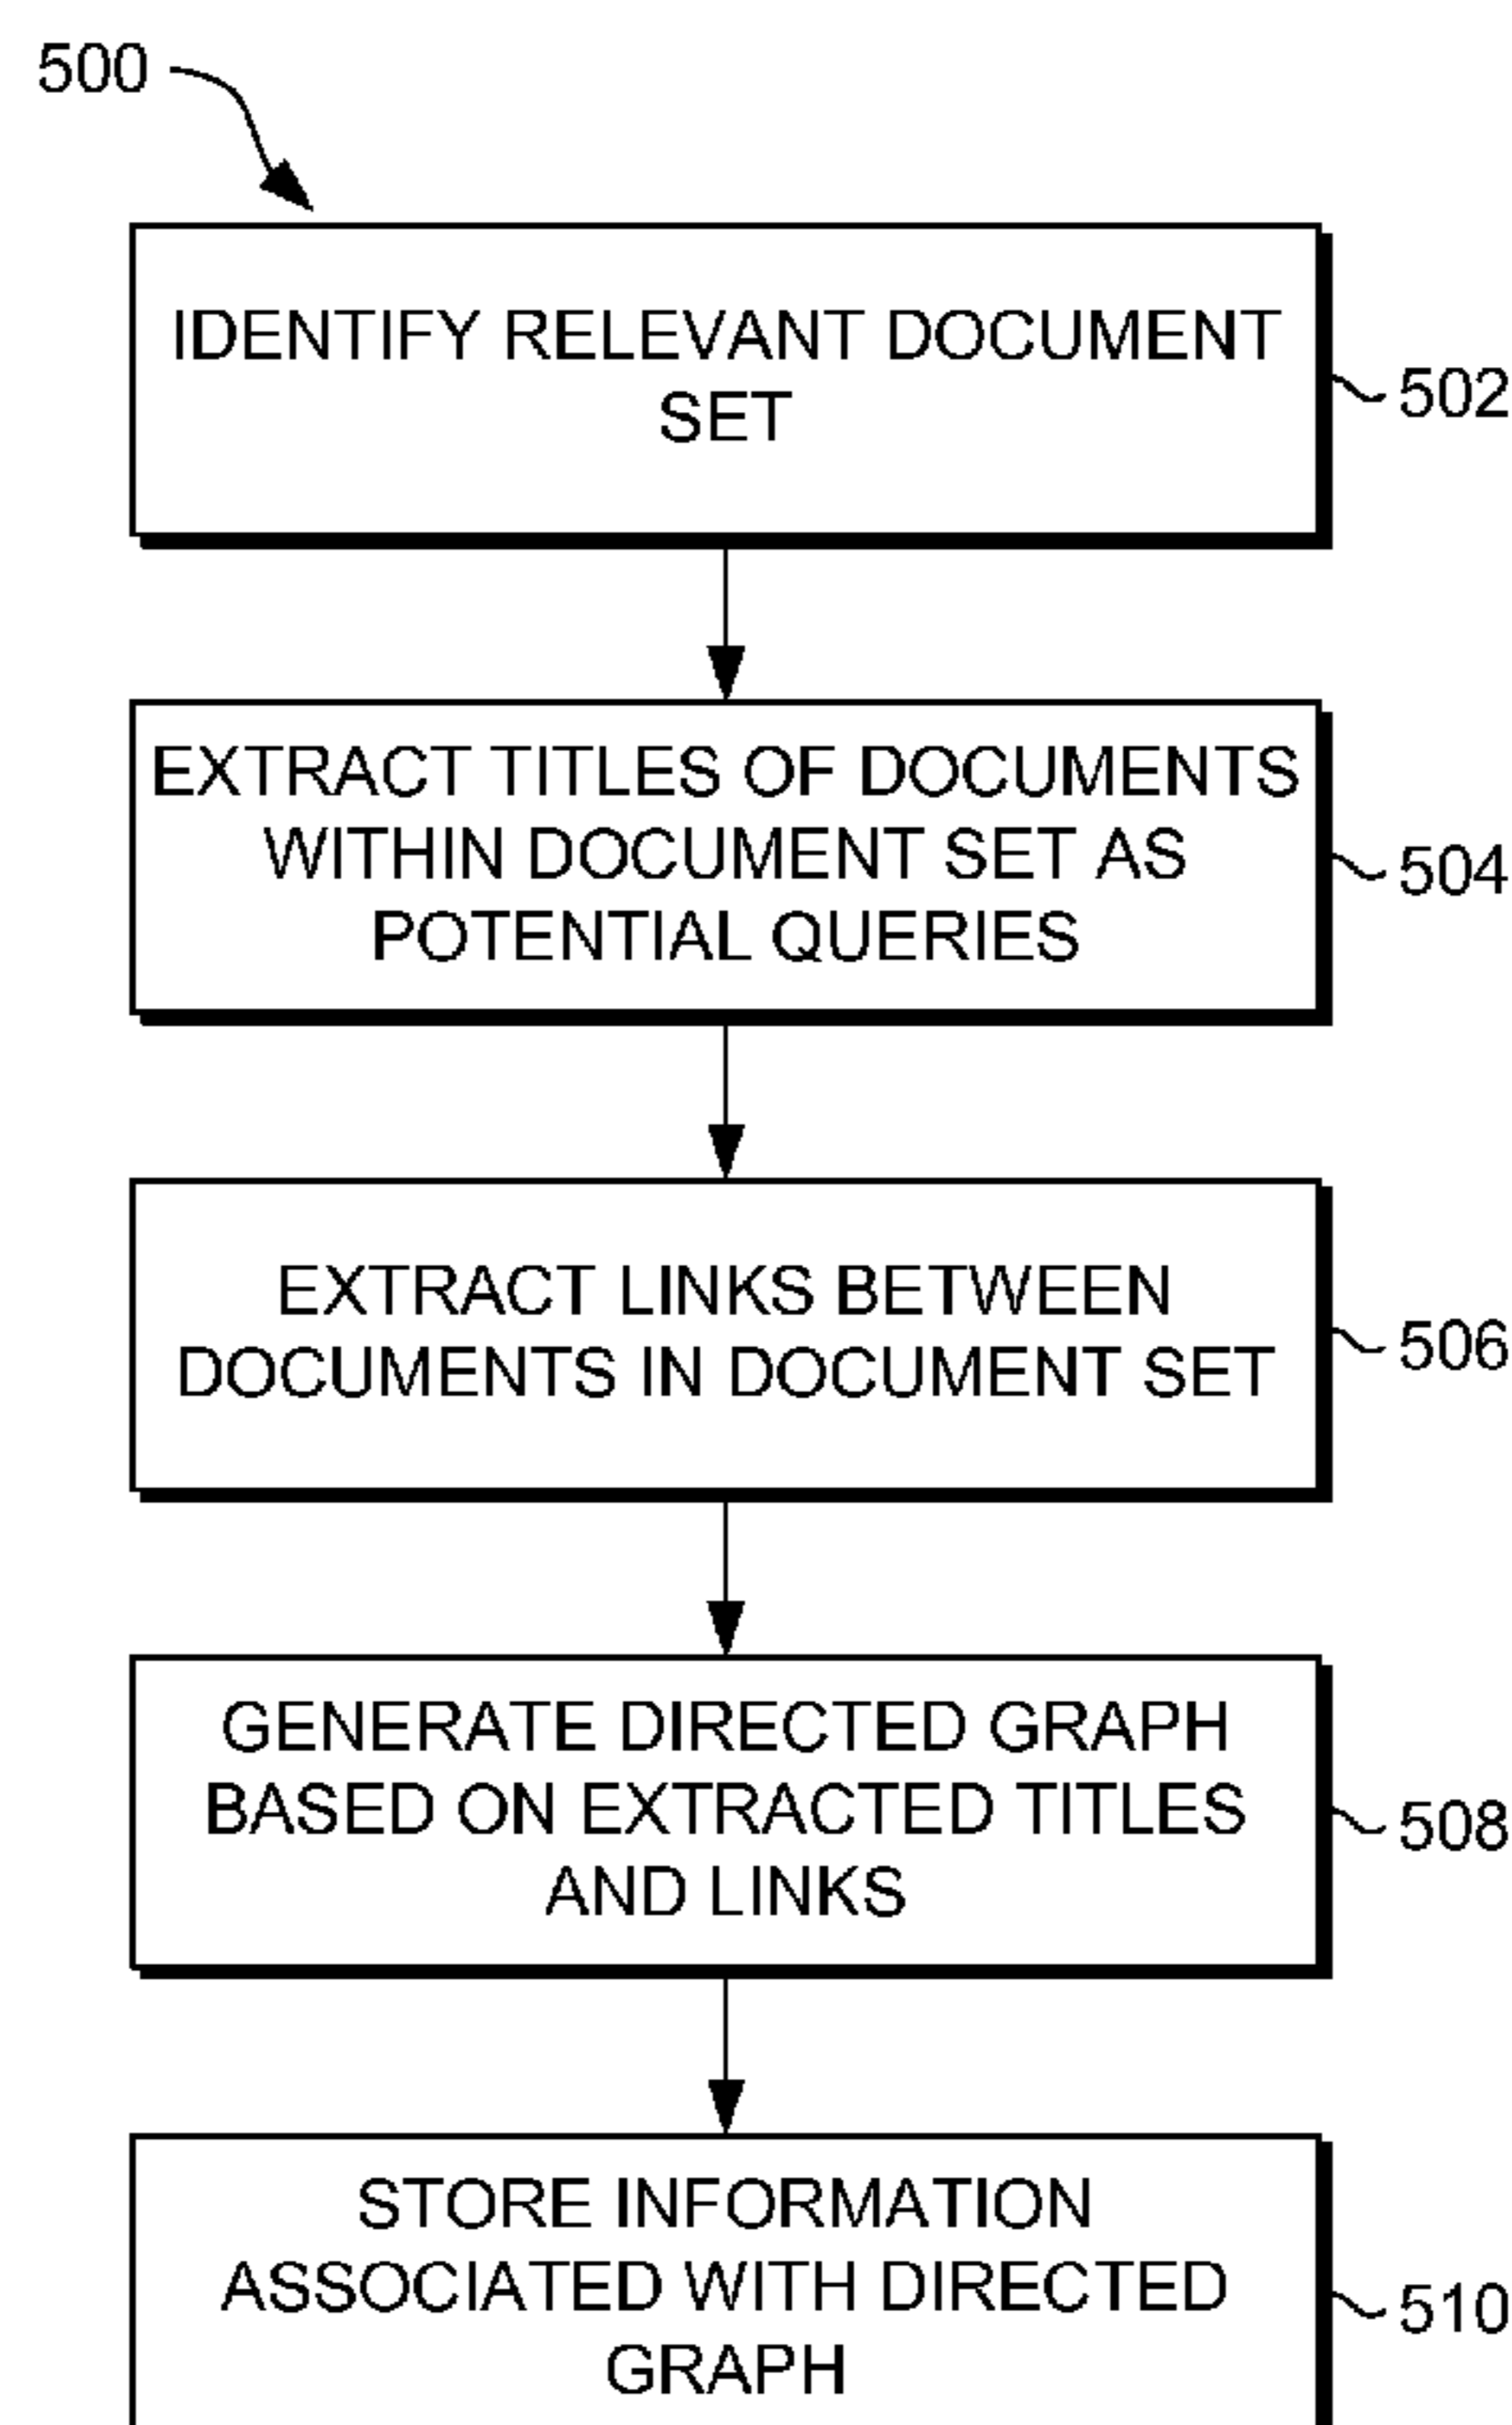 500
IDENTIFY RELEVANT DOCUMENT
SET
502
EXTRACT TITLES OF DOCUMENTS
WITHIN DOCUMENT SET AS
POTENTIAL QUERIES
504
EXTRACT LINKS BETWEEN
DOCUMENTS IN DOCUMENT SET
506
GENERATE DIRECTED GRAPH
BASED ON EXTRACTED TITLES
AND LINKS
508
STORE INFORMATION
ASSOCIATED WITH DIRECTED
GRAPH
510